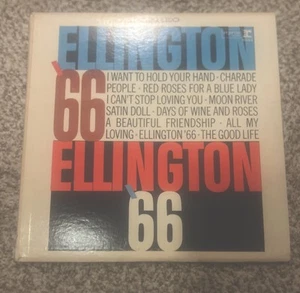 ELLINGTON
'66
I WANT TO HOLD YOUR HAND · CHARADE
PEOPLE · RED ROSES FOR A BLUE LADY
I CAN'T STOP LOVING YOU · MOON RIVER
SATIN DOLL · DAYS OF WINE AND ROSES
A BEAUTIFUL FRIENDSHIP · ALL MY
LOVING · ELLINGTON '66 · THE GOOD LIFE
ELLINGTON
'66